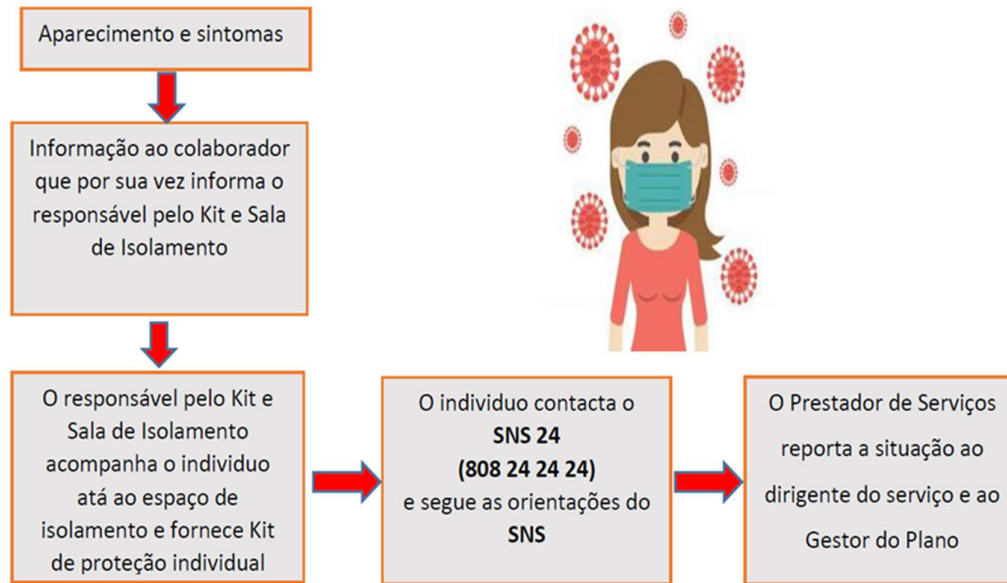 Aparecimento e sintomas
Informação ao colaborador
que por sua vez informa o
responsável pelo Kit e Sala
de Isolamento
O responsável pelo Kit e
Sala de Isolamento
acompanha o individuo
atá ao espaço de
isolamento e fornece Kit
de proteção individual
O individuo contacta o
SNS 24
(808 24 24 24)
e segue as orientações do
SNS
O Prestador de Serviços
reporta a situação ao
dirigente do serviço e ao
Gestor do Plano